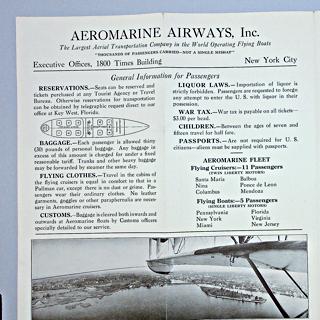 AEROMARINE AIRWAYS, Inc.
The Largest Aerial Transportation Company in the World Operating Flying Boats
"THOUSANDS OF PASSENGERS CARRIED—NOT A SINGLE MISHAP"
Executive Offices, 1800 Times Building
New York City
General Information for Passengers
RESERVATIONS.—Seats can be reserved and
tickets purchased at any Tourist Agency or Travel
Bureau. Otherwise reservations for transportation
can be obtained by telegraphic request direct to our
office at Key West, Florida.
BAGGAGE.—Each passenger is allowed thirty
(30) pounds of personal baggage. Any baggage in
excess of this amount is charged for under a fixed
reasonable tariff. Trunks and other heavy baggage
may be forwarded by steamer the same day.
FLYING CLOTHES.—Travel in the cabins of
the flying cruisers is equal in comfort to that in a
Pullman car, except there is no dust or grime. Pas-
sengers wear their ordinary clothes. No leather
garments, goggles or other paraphernalia are neces-
sary in Aeromarine cruisers.
CUSTOMS.—Baggage is cleared both inwards and
outwards at Aeromarine floats by Customs officers
specially detailed to our service.
LIQUOR LAWS.—Importation of liquor is
strictly forbidden. Passengers are requested to forego
any attempt to enter the U. S. with liquor in their
possession.
WAR TAX.—War tax is payable on all tickets—
$3.00 per head.
CHILDREN.—Between the ages of seven and
fifteen travel for half fare.
PASSPORTS.—Are not required for U. S.
citizens—aliens must be supplied with passports.
AEROMARINE FLEET
Flying Cruisers—11 Passengers
(TWIN LIBERTY MOTORS)
Santa Maria Balboa
Nina Ponce de Leon
Columbus Mendoza
Flying Boats—5 Passengers
(SINGLE LIBERTY MOTORS)
Pennsylvania Florida
New York Virginia
Miami New Jersey